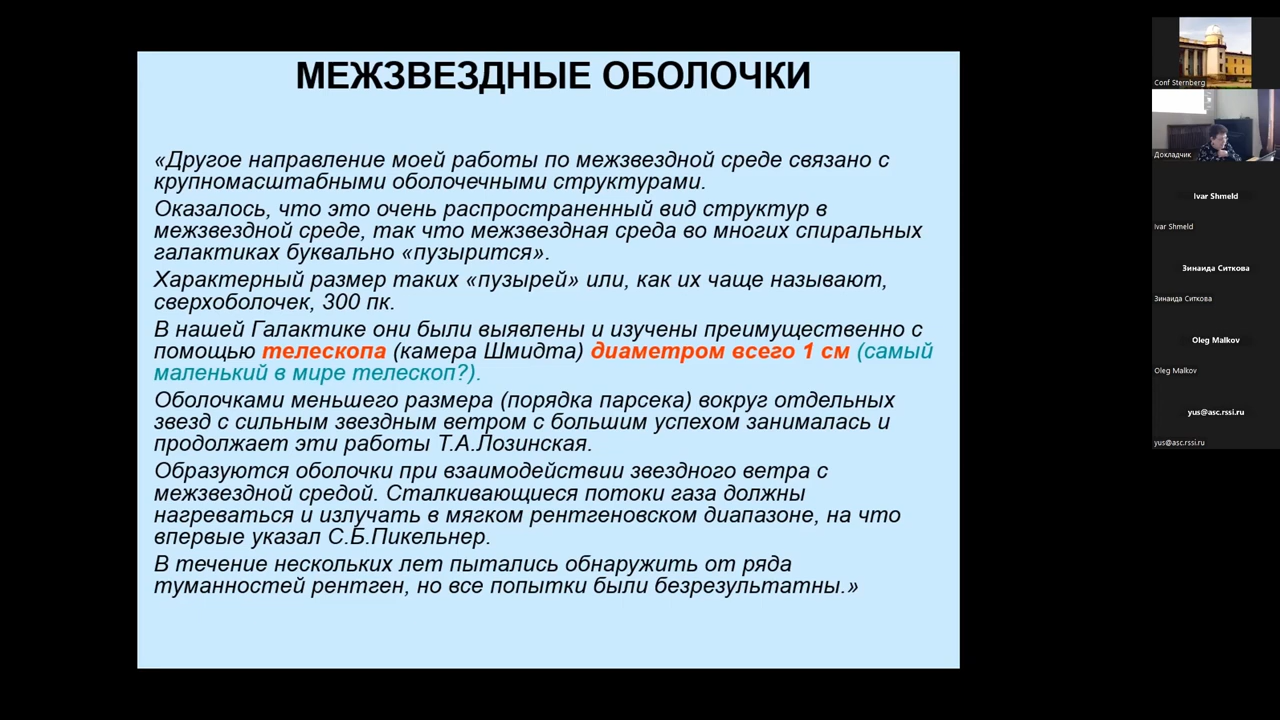 МЕЖЗВЕЗДНЫЕ ОБОЛОЧКИ
«Другое направление моей работы по межзвездной среде связано с
крупномасштабными оболочечными структурами.
Оказалось, что это очень распространенный вид структур в
межзвездной среде, так что межзвездная среда во многих спиральных
галактиках буквально «пузырится».
Характерный размер таких «пузырей» или, как их чаще называют,
сверхоболочек, 300 пк.
В нашей Галактике они были выявлены и изучены преимущественно с
помощью телескопа (камера Шмидта) диаметром всего 1 см (самый
маленький в мире телескоп?).
Оболочками меньшего размера (порядка парсека) вокруг отдельных
звезд с сильным звездным ветром с большим успехом занималась и
продолжает эти работы Т.А.Лозинская.
Образуются оболочки при взаимодействии звездного ветра с
межзвездной средой. Сталкивающиеся потоки газа должны
нагреваться и излучать в мягком рентгеновском диапазоне, на что
впервые указал С.Б.Пикельнер.
В течение нескольких лет пытались обнаружить от ряда
туманностей рентген, но все попытки были безрезультатны.»
Conf Sternberg
Докладчик
Ivar Shmeld
Ivar Shmeld
Зинаида Ситкова
Зинаида Ситкова
Oleg Malkov
Oleg Malkov
yus@asc.rssi.ru
yus@asc.rssi.ru